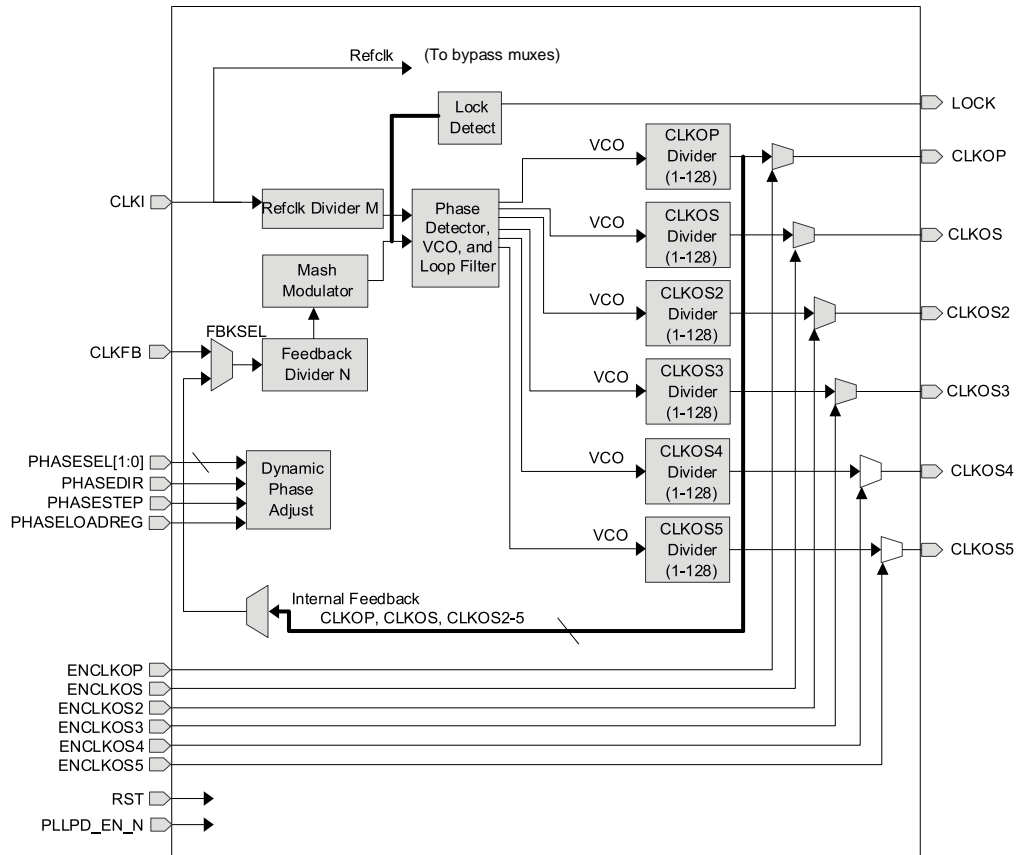 Refclk
(To bypass muxes)
Lock
Detect
LOCK
VCO
CLKOP
Divider
(1-128)
CLKOP
CLKI
Refclk Divider M
Phase
Detector,
VCO, and
Loop Filter
VCO
CLKOS
Divider
(1-128)
CLKOS
Mash
Modulator
VCO
CLKOS2
Divider
(1-128)
CLKOS2
FBKSEL
CLKFB
Feedback
Divider N
VCO
CLKOS3
Divider
(1-128)
CLKOS3
PHASESEL[1:0]
PHASEDIR
PHASESTEP
PHASELOADREG
Dynamic
Phase
Adjust
VCO
CLKOS4
Divider
(1-128)
CLKOS4
VCO
CLKOS5
Divider
(1-128)
CLKOS5
Internal Feedback
CLKOP, CLKOS, CLKOS2-5
ENCLKOP
ENCLKOS
ENCLKOS2
ENCLKOS3
ENCLKOS4
ENCLKOS5
RST
PLLPD_EN_N